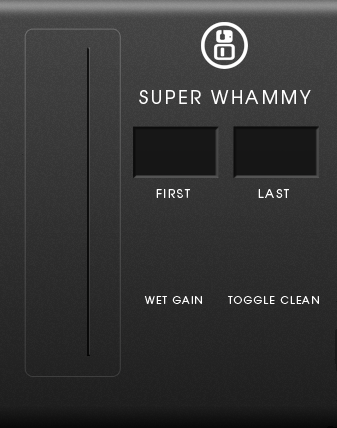 SUPER WHAMMY
FIRST
LAST
WET GAIN
TOGGLE CLEAN